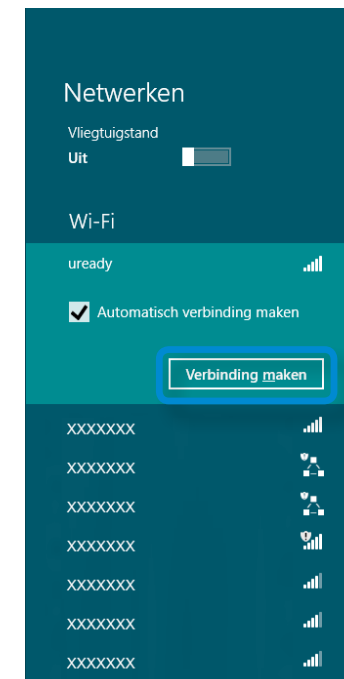 Netwerken
Vliegtuigstand
Uit
Wi-Fi
uready
Automatisch verbinding maken
Verbinding maken
xxxxxxx
xxxxxxx
xxxxxxx
xxxxxxx
xxxxxxx
xxxxxxx
xxxxxxx